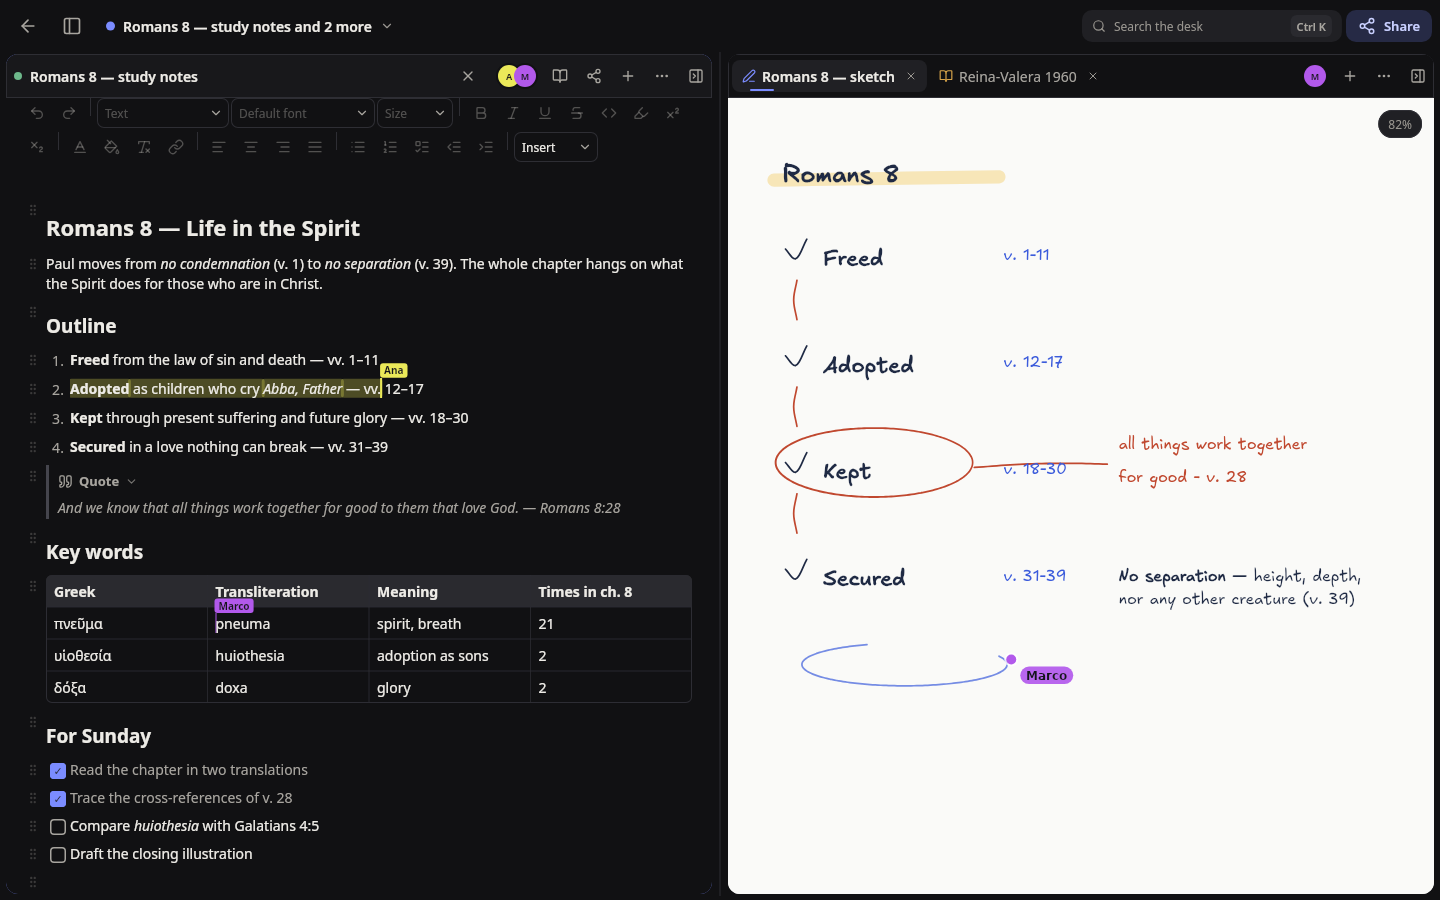 Romans 8 — study notes and 2 more
Search the desk
Ctrl K
Share
Romans 8 — study notes
A
M
Text
Default font
Size
B
I
U
S
x²
x₂
A
Tx
Insert
Romans 8 — Life in the Spirit
Paul moves from no condemnation (v. 1) to no separation (v. 39). The whole chapter hangs on what
the Spirit does for those who are in Christ.
Outline
1. Freed from the law of sin and death — vv. 1–11
Ana
2. Adopted as children who cry Abba, Father — vv. 12–17
3. Kept through present suffering and future glory — vv. 18–30
4. Secured in a love nothing can break — vv. 31–39
Quote
And we know that all things work together for good to them that love God. — Romans 8:28
Key words
Greek Transliteration Meaning Times in ch. 8
Marco
πνεῦμα pneuma spirit, breath 21
υἱοθεσία huiothesia adoption as sons 2
δόξα doxa glory 2
For Sunday
Read the chapter in two translations
Trace the cross-references of v. 28
Compare huiothesia with Galatians 4:5
Draft the closing illustration
Romans 8 — sketch
Reina-Valera 1960
M
82%
Romans 8
Freed v. 1-11
Adopted v. 12-17
Kept v. 18-30
all things work together
for good - v. 28
Secured v. 31-39
No separation — height, depth,
nor any other creature (v. 39)
Marco